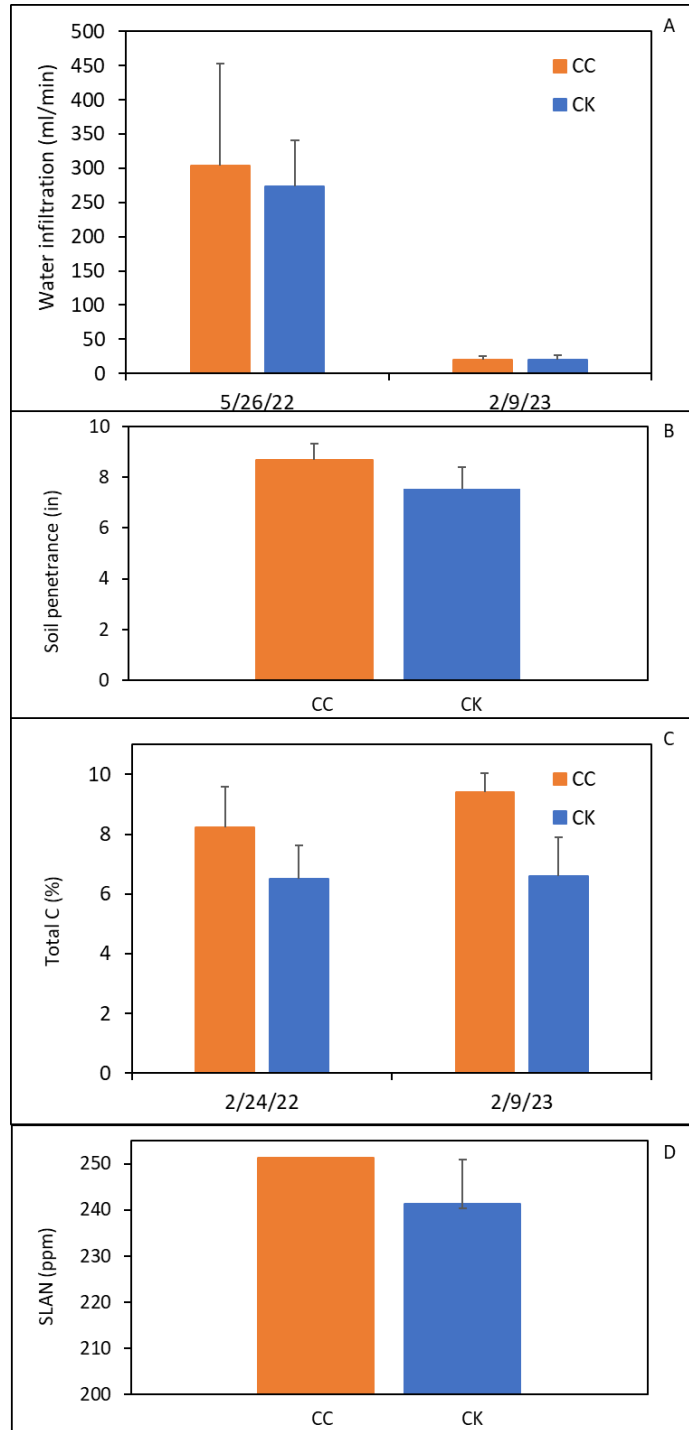 A
Water infiltration (ml/min)
500
450
400
350
300
250
200
150
100
50
0
CC
CK
5/26/22 2/9/23
B
Soil penetrance (in)
10
8
6
4
2
0
CC CK
C
Total C (%)
10
8
6
4
2
0
CC
CK
2/24/22 2/9/23
D
SLAN (ppm)
250
240
230
220
210
200
CC CK